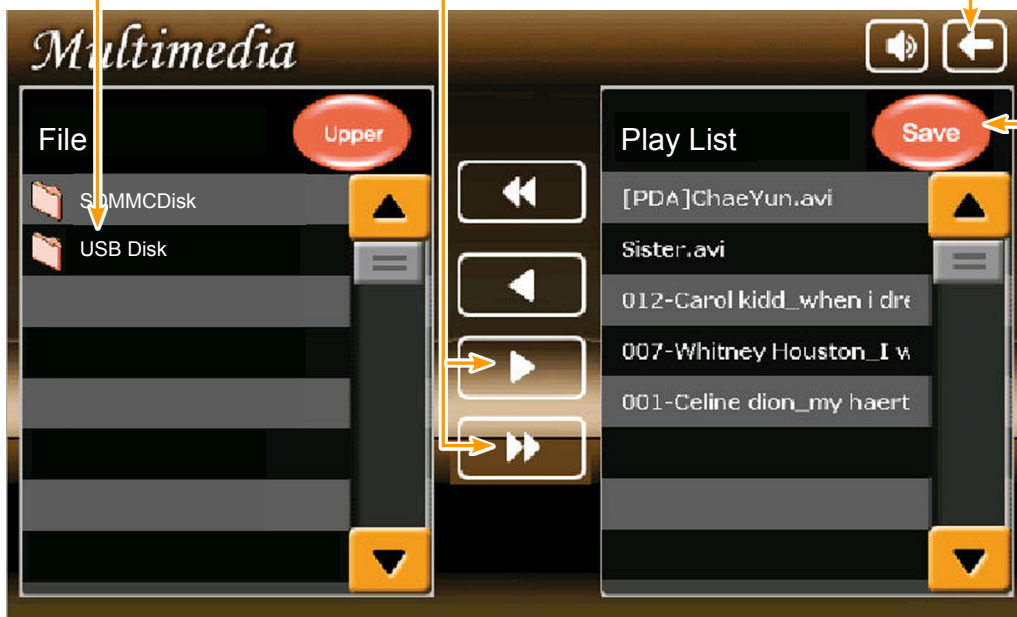 Multimedia
File
Upper
SDMMCDisk
USB Disk
Play List
Save
[PDA]ChaeYun.avi
Sister.avi
012-Carol kidd_when i dre
007-Whitney Houston_I w
001-Celine dion_my haert